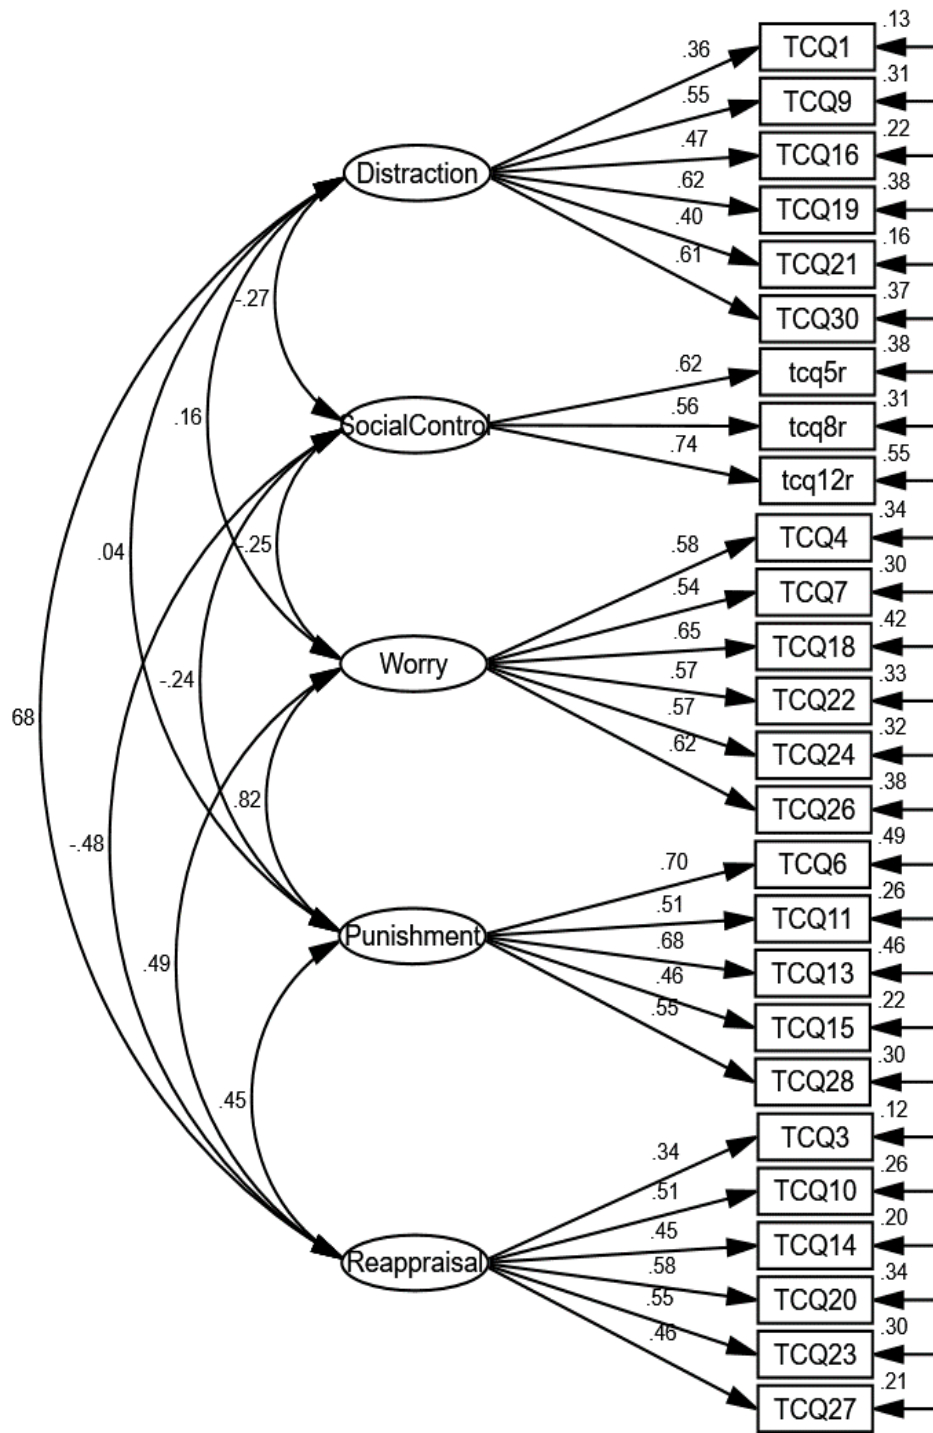 .13
.36
TCQ1
.31
.55
TCQ9
.22
.47
TCQ16
.38
.62
TCQ19
.16
.40
TCQ21
.37
.61
TCQ30
Distraction
-.27
.38
.62
tcq5r
.31
.56
tcq8r
.55
.74
tcq12r
SocialControl
.16
-.25
.34
.58
TCQ4
.30
.54
TCQ7
.42
.65
TCQ18
.33
.57
TCQ22
.32
.57
TCQ24
.38
.62
TCQ26
Worry
.04
-.24
68
.82
-.48
.49
.70
TCQ6
.26
.51
TCQ11
.46
.68
TCQ13
.22
.46
TCQ15
.30
.55
TCQ28
Punishment
.49
.45
.12
.34
TCQ3
.26
.51
TCQ10
.20
.45
TCQ14
.34
.58
TCQ20
.30
.55
TCQ23
.21
.46
TCQ27
Reappraisal